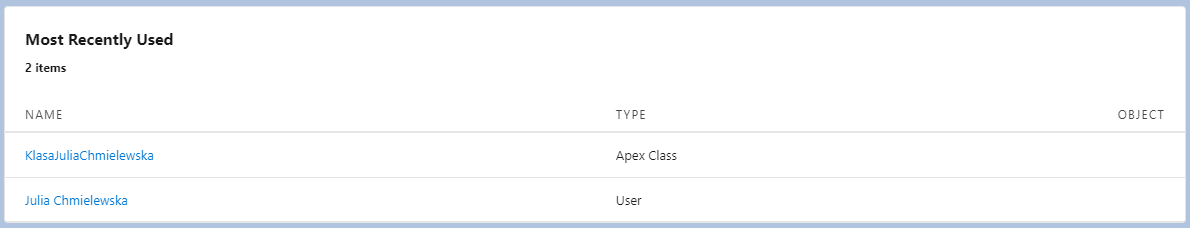 Most Recently Used
2 items
NAME TYPE OBJECT
KlasaJuliaChmielewska Apex Class
Julia Chmielewska User